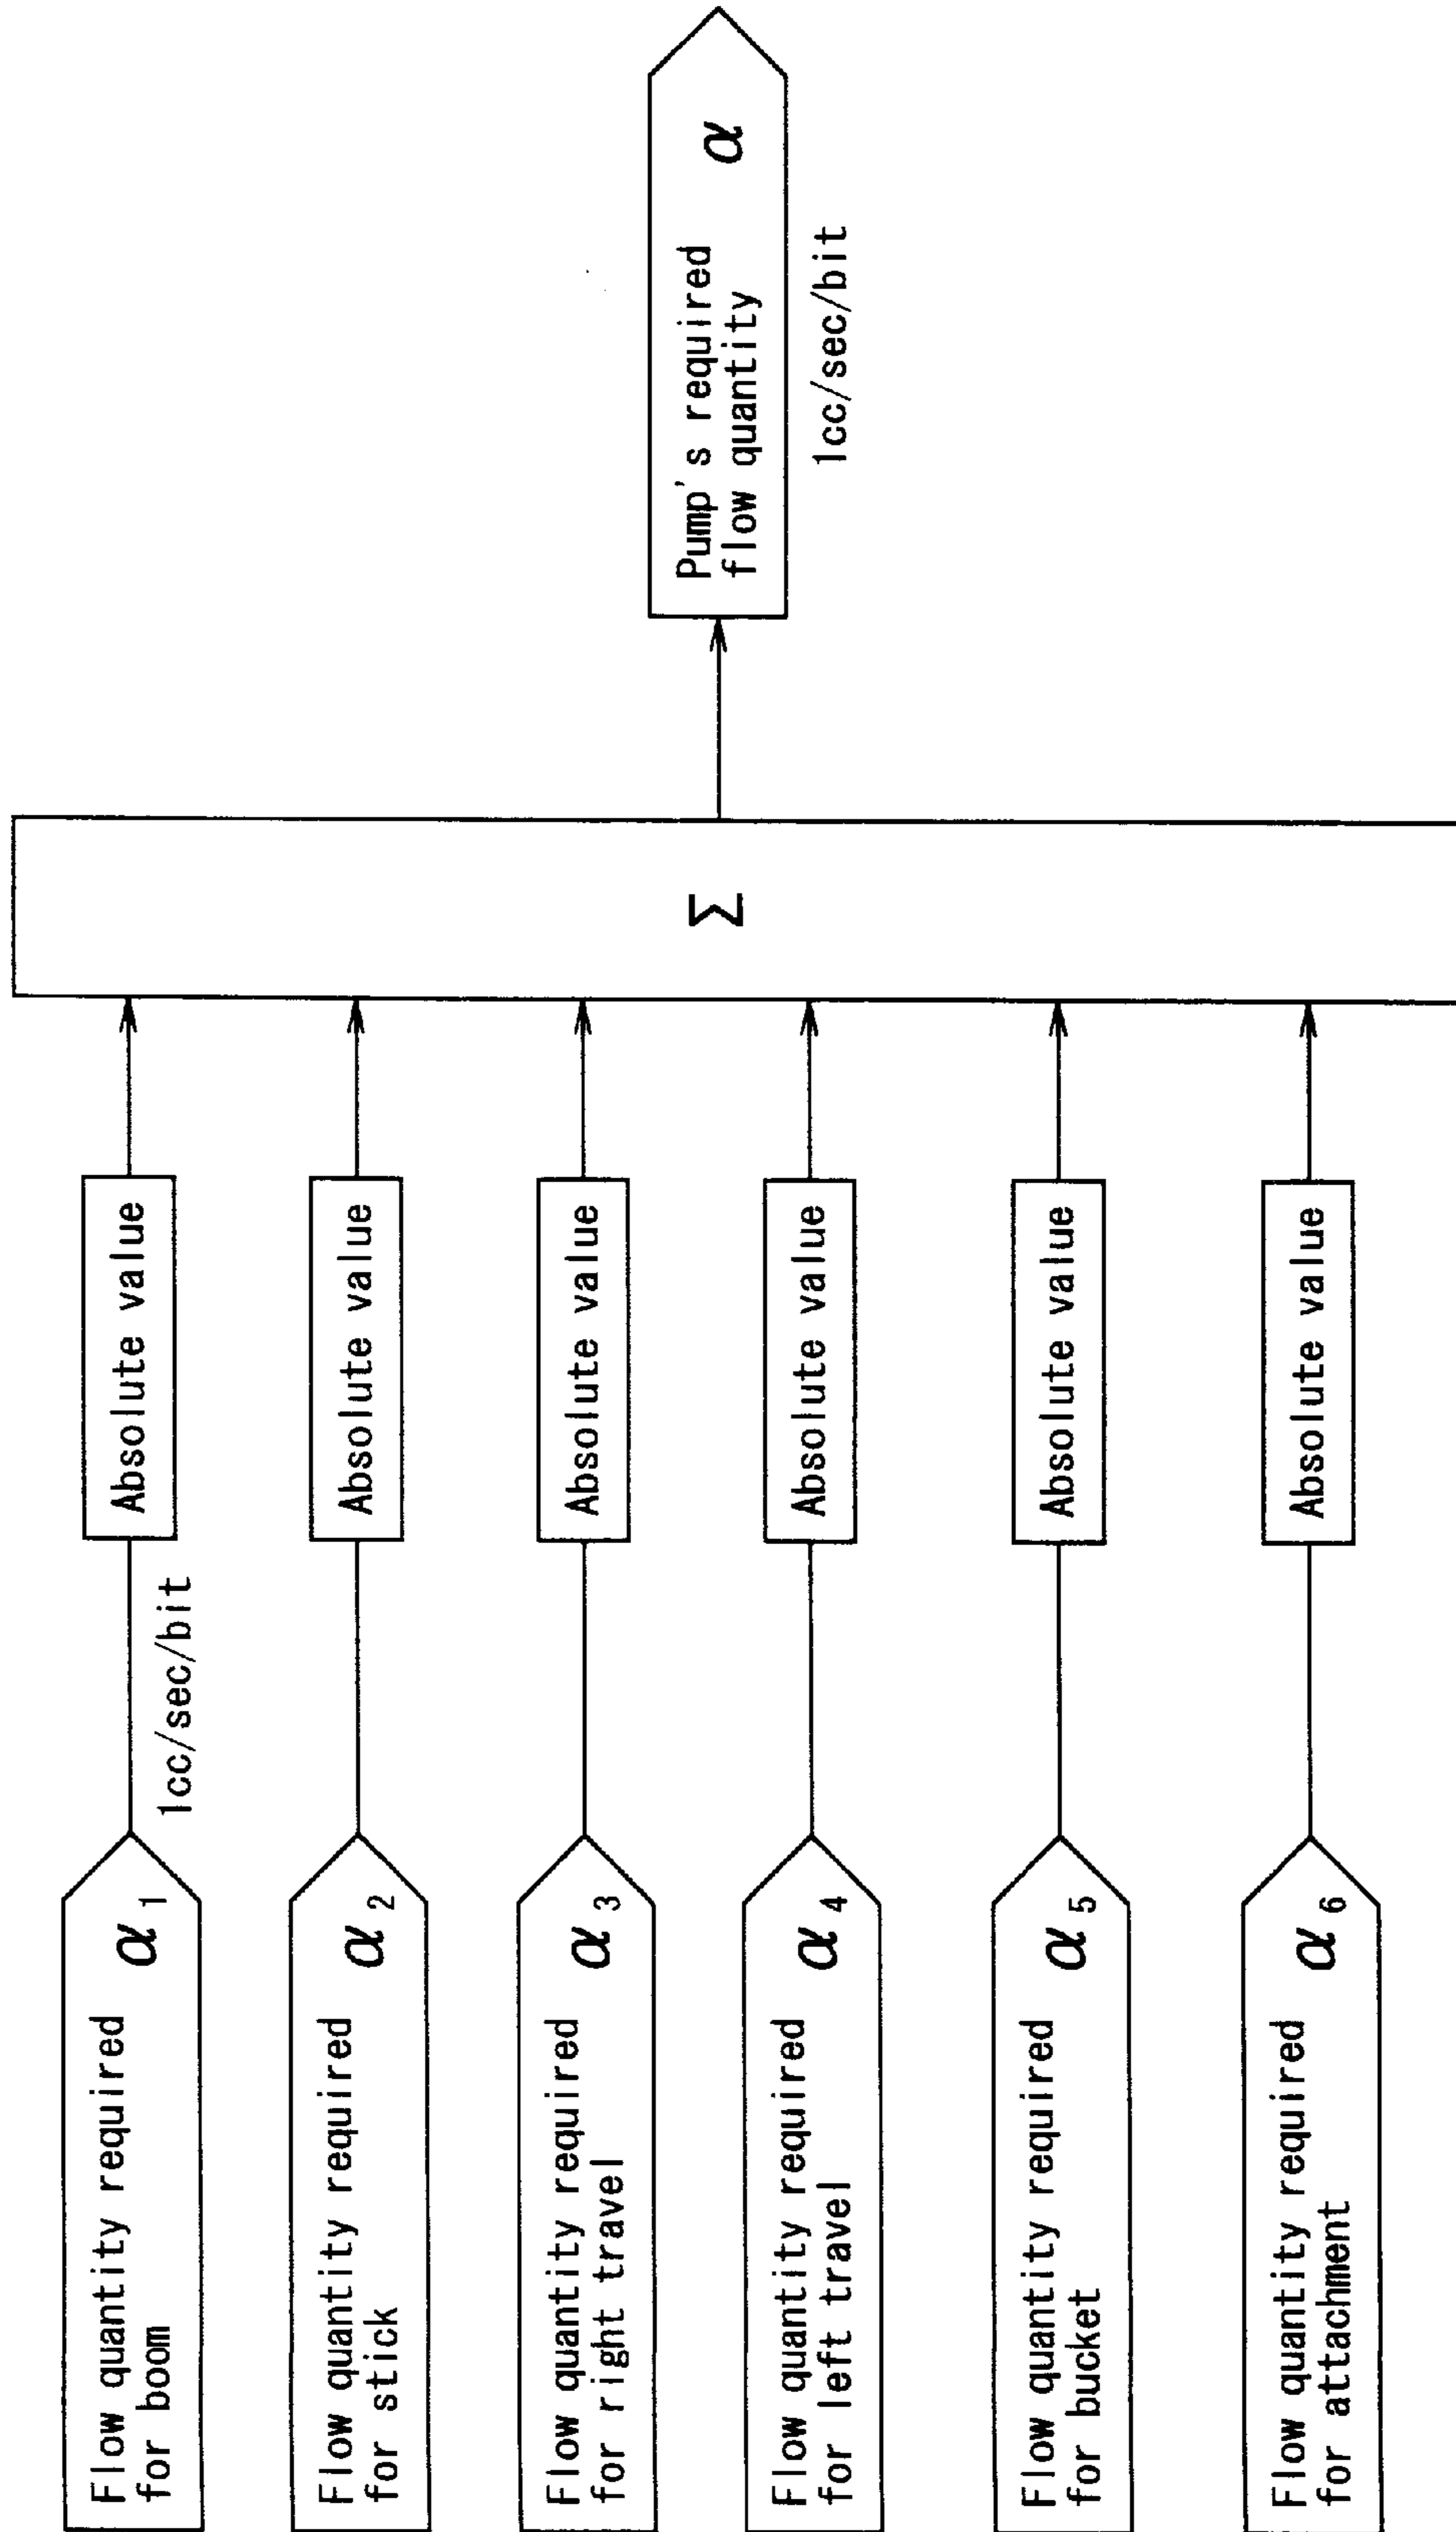 Flow quantity required
for boom
α1
1cc/sec/bit
Absolute value
Flow quantity required
for stick
α2
Absolute value
Flow quantity required
for right travel
α3
Absolute value
Flow quantity required
for left travel
α4
Absolute value
Flow quantity required
for bucket
α5
Absolute value
Flow quantity required
for attachment
α6
Absolute value
Σ
Pump's required
flow quantity
α
1cc/sec/bit